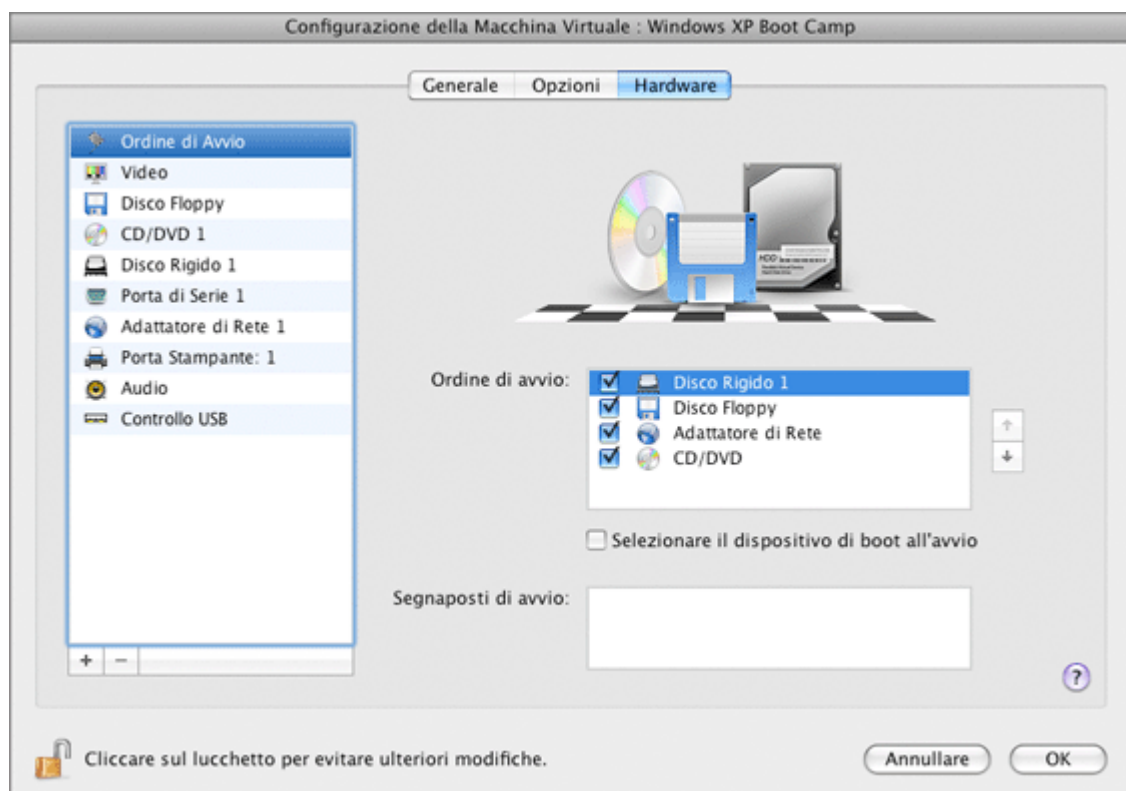 Configurazione della Macchina Virtuale : Windows XP Boot Camp
Generale Opzioni Hardware
Ordine di Avvio
Video
Disco Floppy
CD/DVD 1
Disco Rigido 1
Porta di Serie 1
Adattatore di Rete 1
Porta Stampante: 1
Audio
Controllo USB
+ −
HDD
Ordine di avvio:
Disco Rigido 1
Disco Floppy
Adattatore di Rete
CD/DVD
Selezionare il dispositivo di boot all'avvio
Segnaposti di avvio:
?
Cliccare sul lucchetto per evitare ulteriori modifiche.
Annullare OK